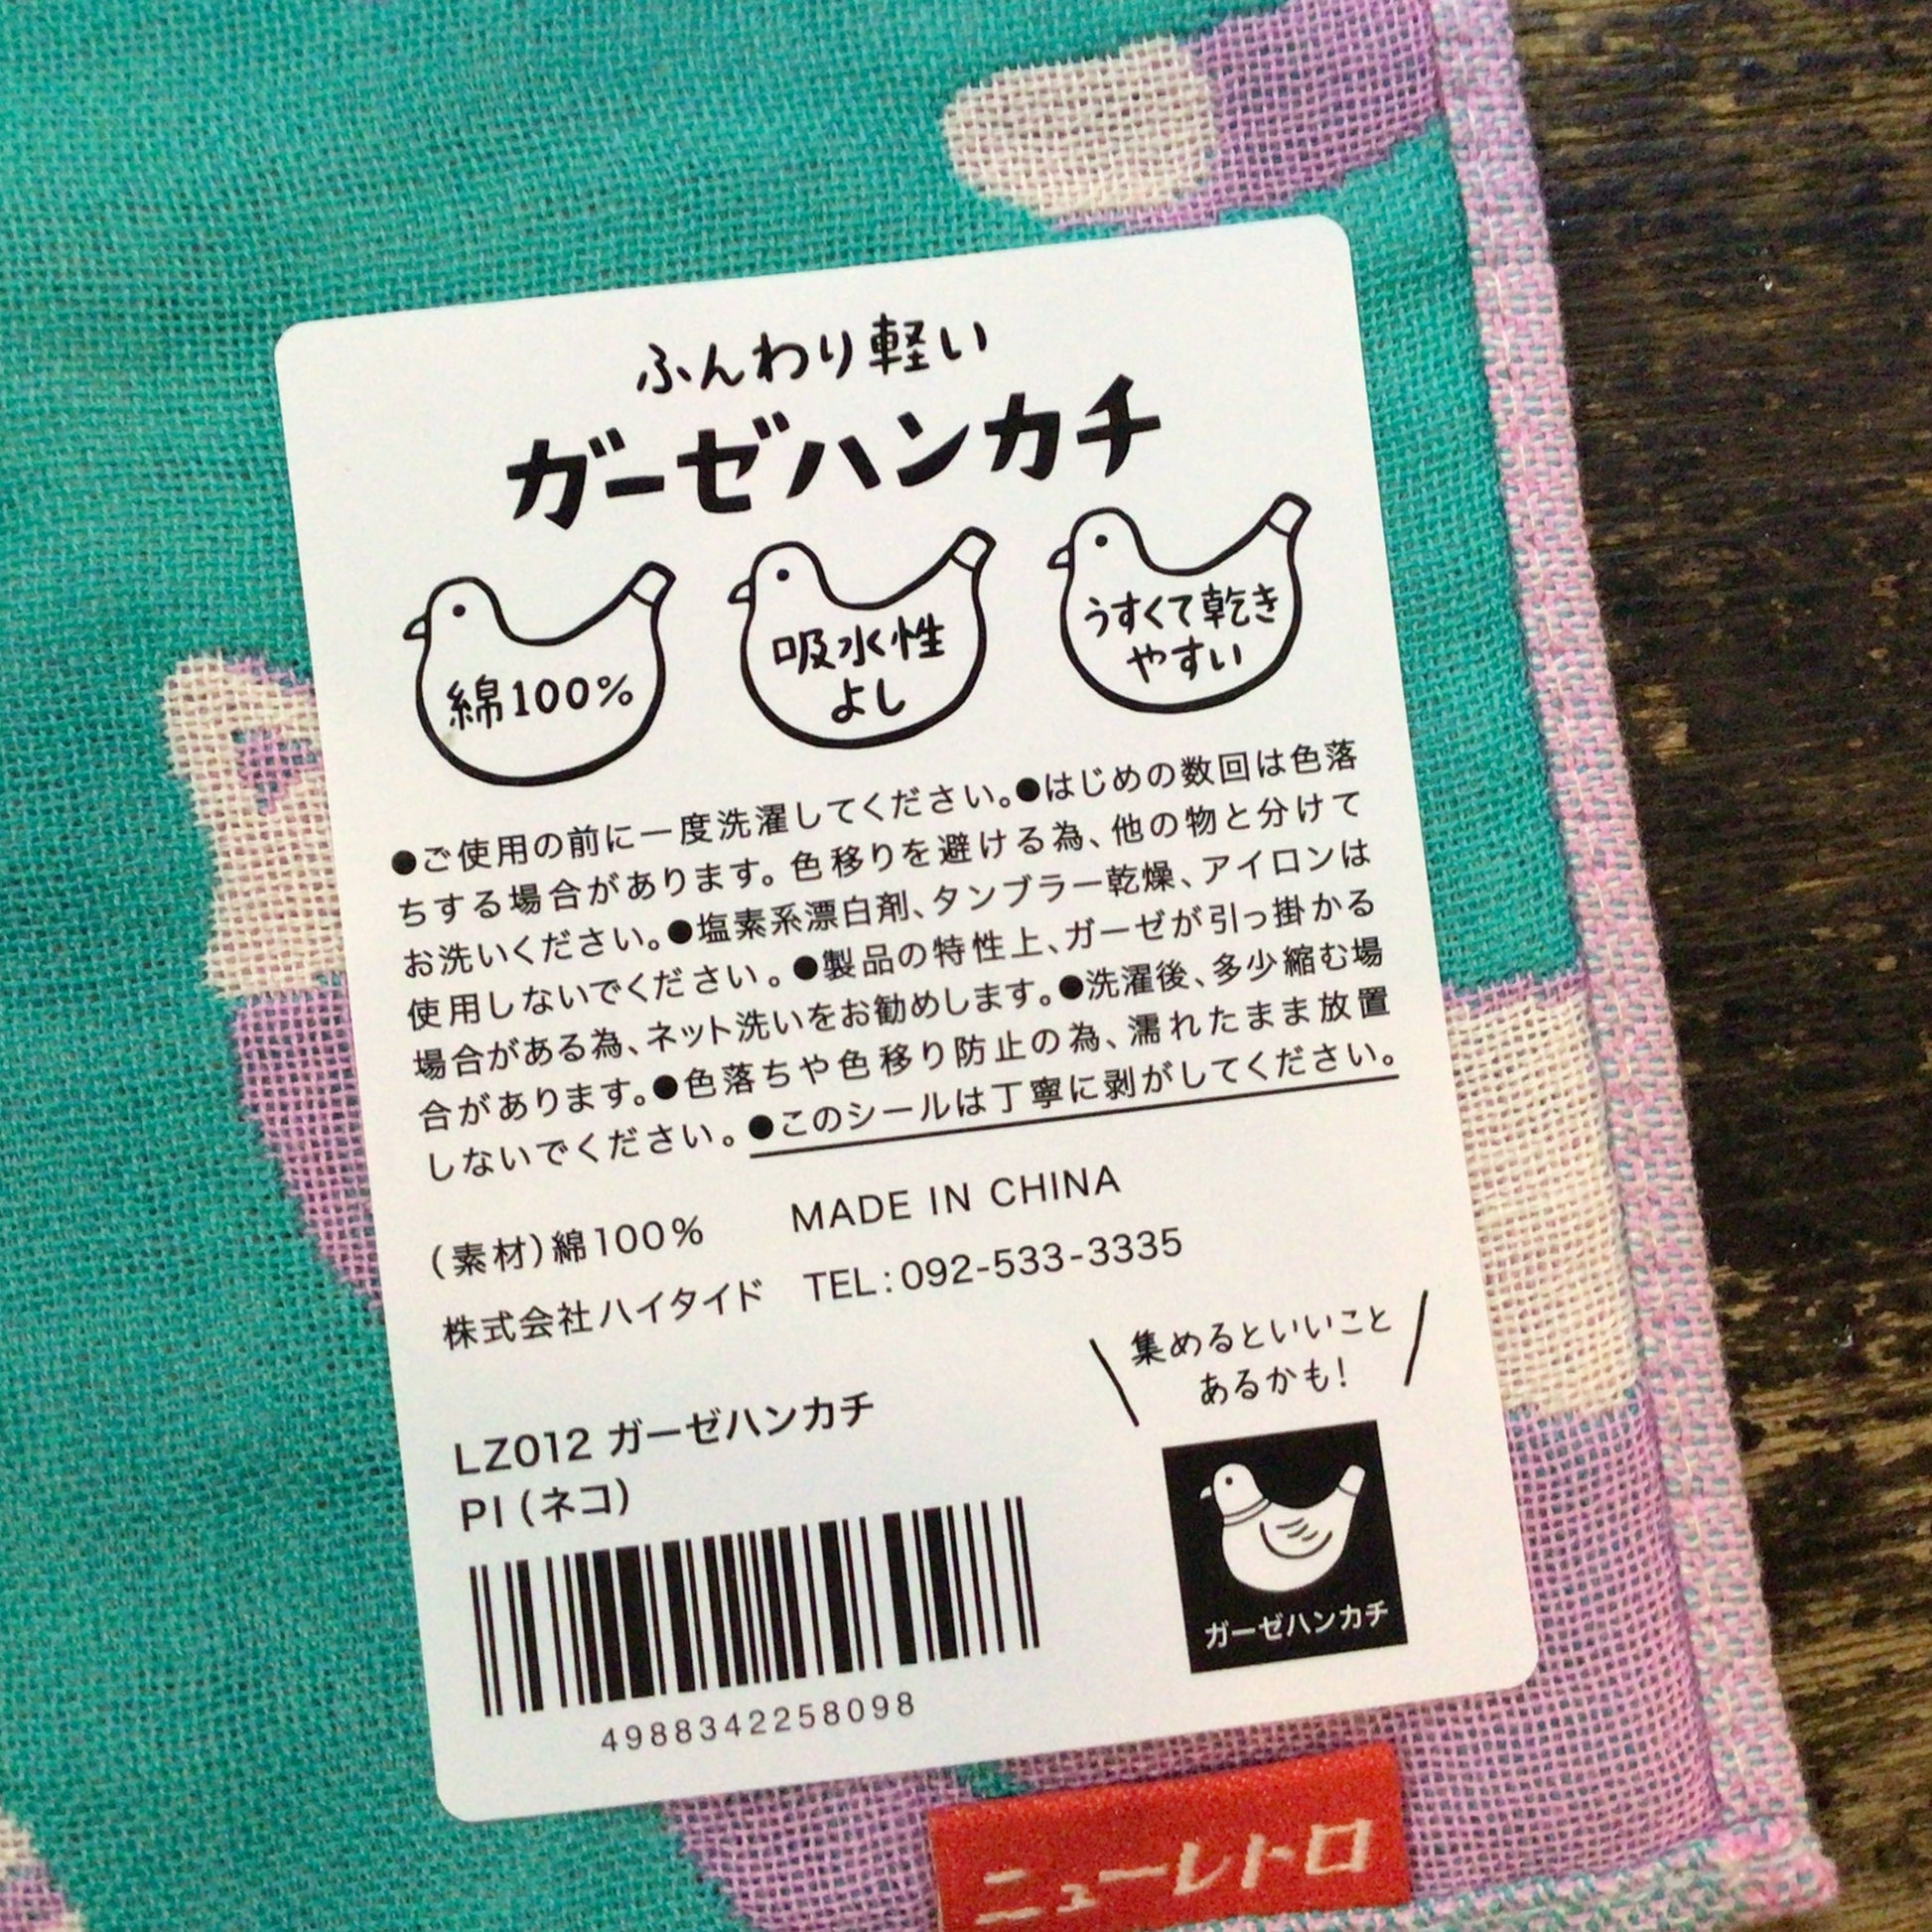 ふんわり軽い
ガーゼハンカチ
綿100%
吸水性
よし
うすくて乾き
やすい
●ご使用の前に一度洗濯してください。●はじめの数回は色落
ちする場合があります。色移りを避ける為、他の物と分けて
お洗いください。●塩素系漂白剤、タンブラー乾燥、アイロンは
使用しないでください。●製品の特性上、ガーゼが引っ掛かる
場合がある為、ネット洗いをお勧めします。●洗濯後、多少縮む場
合があります。●色落ちや色移り防止の為、濡れたまま放置
しないでください。●このシールは丁寧に剥がしてください。
(素材)綿100% MADE IN CHINA
株式会社ハイタイド TEL:092-533-3335
集めるといいこと
あるかも!
LZ012 ガーゼハンカチ
PI(ネコ)
4988342258098
ガーゼハンカチ
ニューレトロ